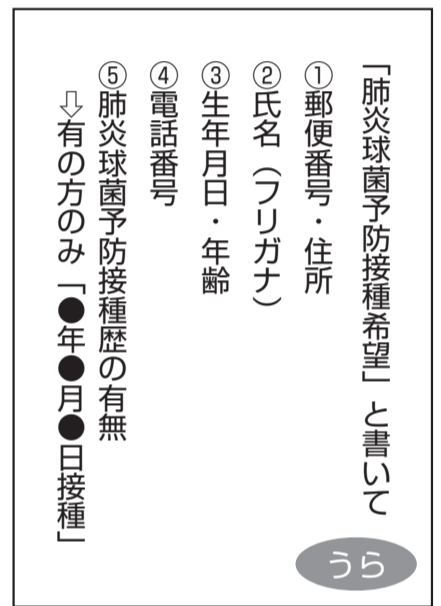 「肺炎球菌予防接種希望」と書いて
①郵便番号・住所
②氏名（フリガナ）
③生年月日・年齢
④電話番号
⑤肺炎球菌予防接種歴の有無
⇨有の方のみ「●年●月●日接種」
うら